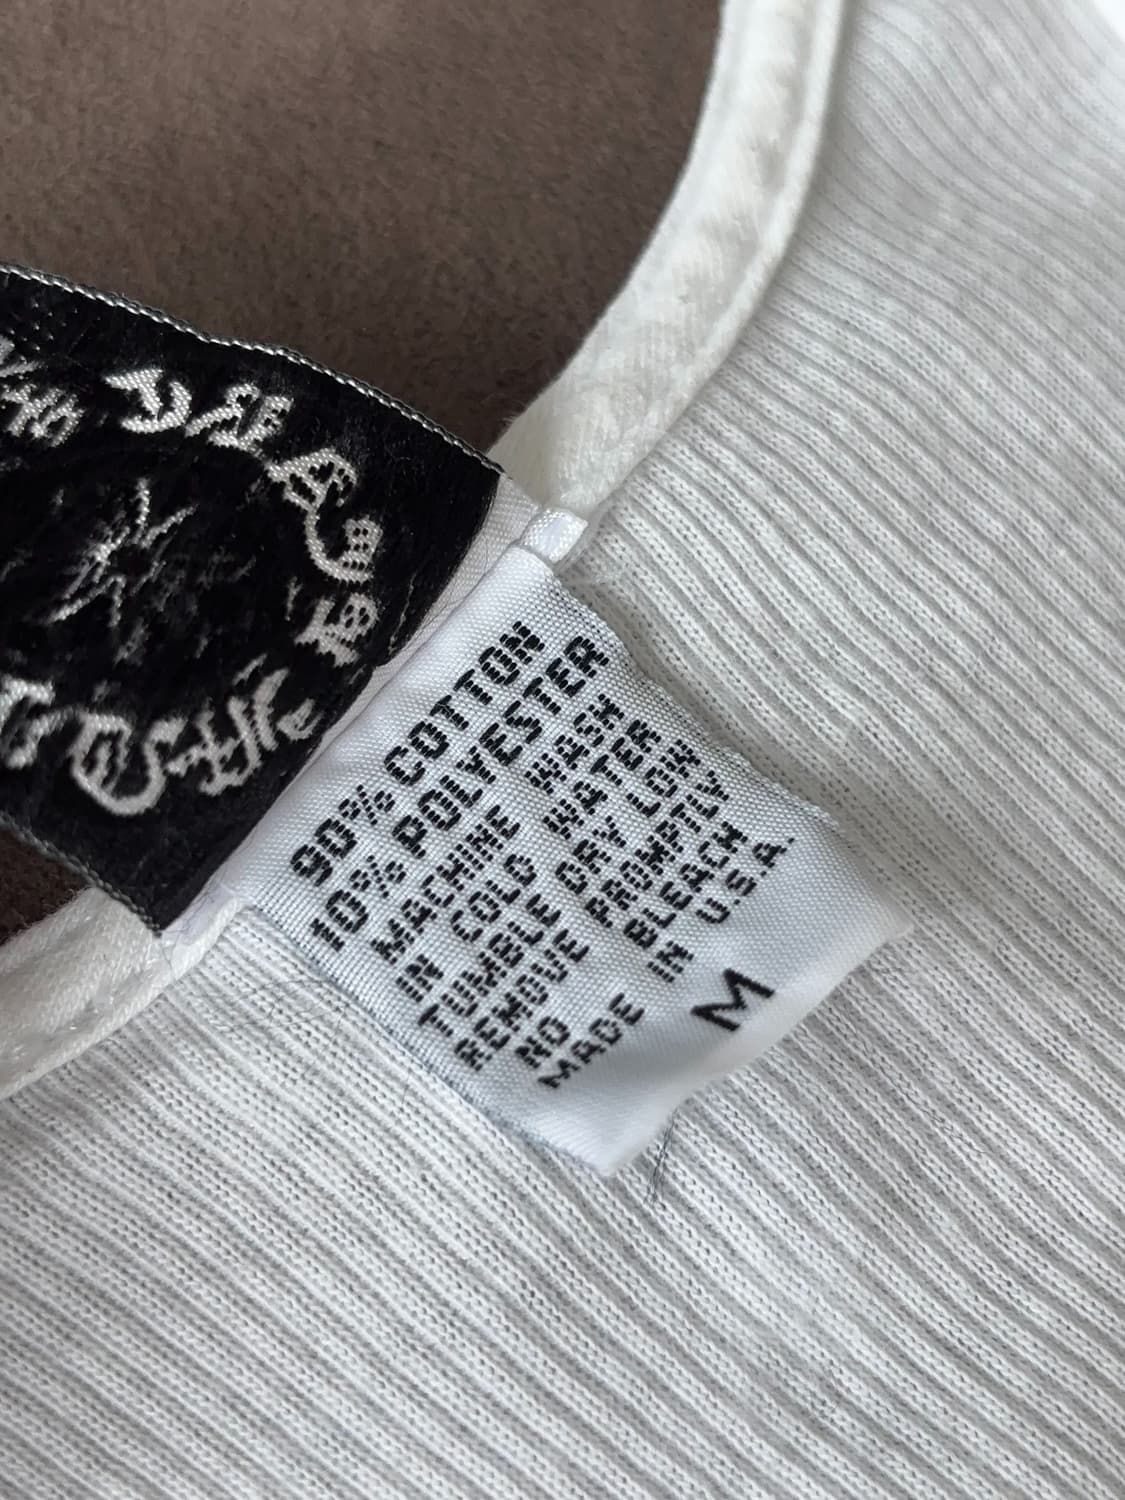 90% COTTON
10% POLYESTER
MACHINE WASH
IN COLD WATER
TUMBLE DRY LOW
REMOVE PROMPTLY
NO BLEACH
MADE IN U.S.A.
M